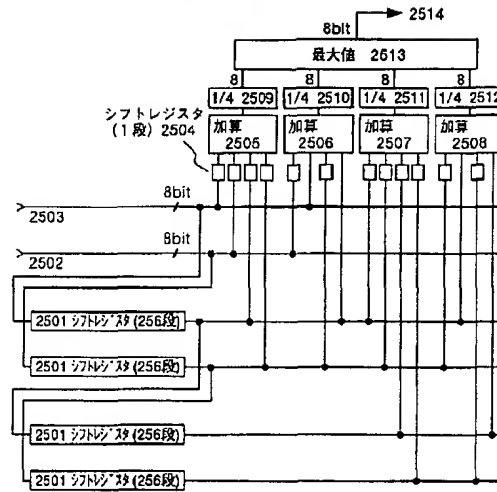 8bit
2514
最大値 2513
8 8 8 8
1/4 2509 1/4 2510 1/4 2511 1/4 2512
シフトレジスタ
(1段) 2504
加算
2505
加算
2506
加算
2507
加算
2508
8bit
2503
8bit
2502
2501 シフトレジスタ(256段)
2501 シフトレジスタ(256段)
2501 シフトレジスタ(256段)
2501 シフトレジスタ(256段)